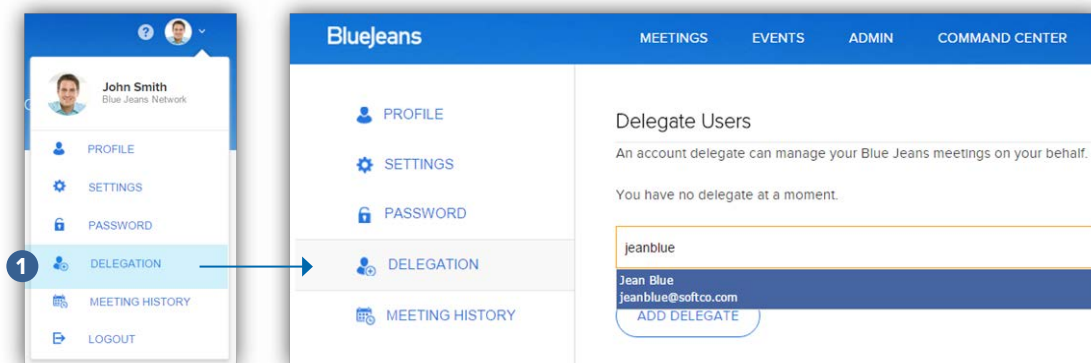 ?
John Smith
Blue Jeans Network
PROFILE
SETTINGS
PASSWORD
1
DELEGATION
MEETING HISTORY
LOGOUT
BlueJeans
MEETINGS EVENTS ADMIN COMMAND CENTER
PROFILE
SETTINGS
PASSWORD
DELEGATION
MEETING HISTORY
Delegate Users
An account delegate can manage your Blue Jeans meetings on your behalf.
You have no delegate at a moment.
jeanblue
Jean Blue
jeanblue@softco.com
ADD DELEGATE